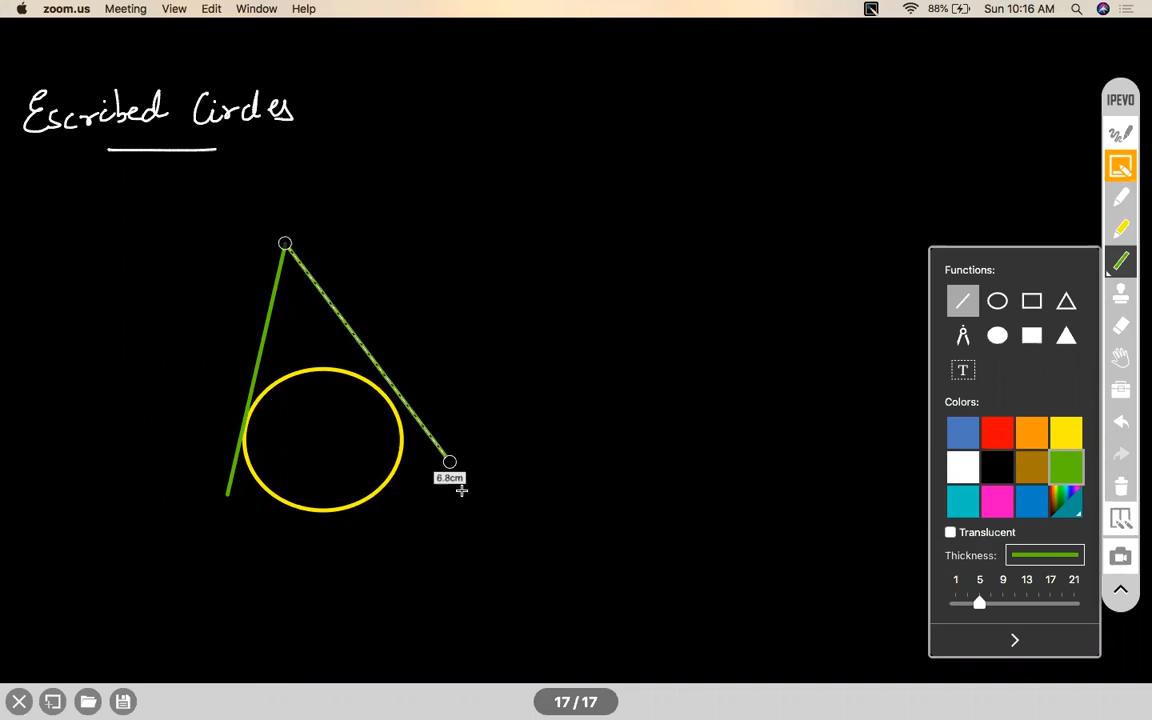 zoom.us Meeting View Edit Window Help 88% Sun 10:16 AM
Escribed Circles
IPEVO
6.8cm
Functions:
T
Colors:
Translucent
Thickness:
1 5 9 13 17 21
17 / 17